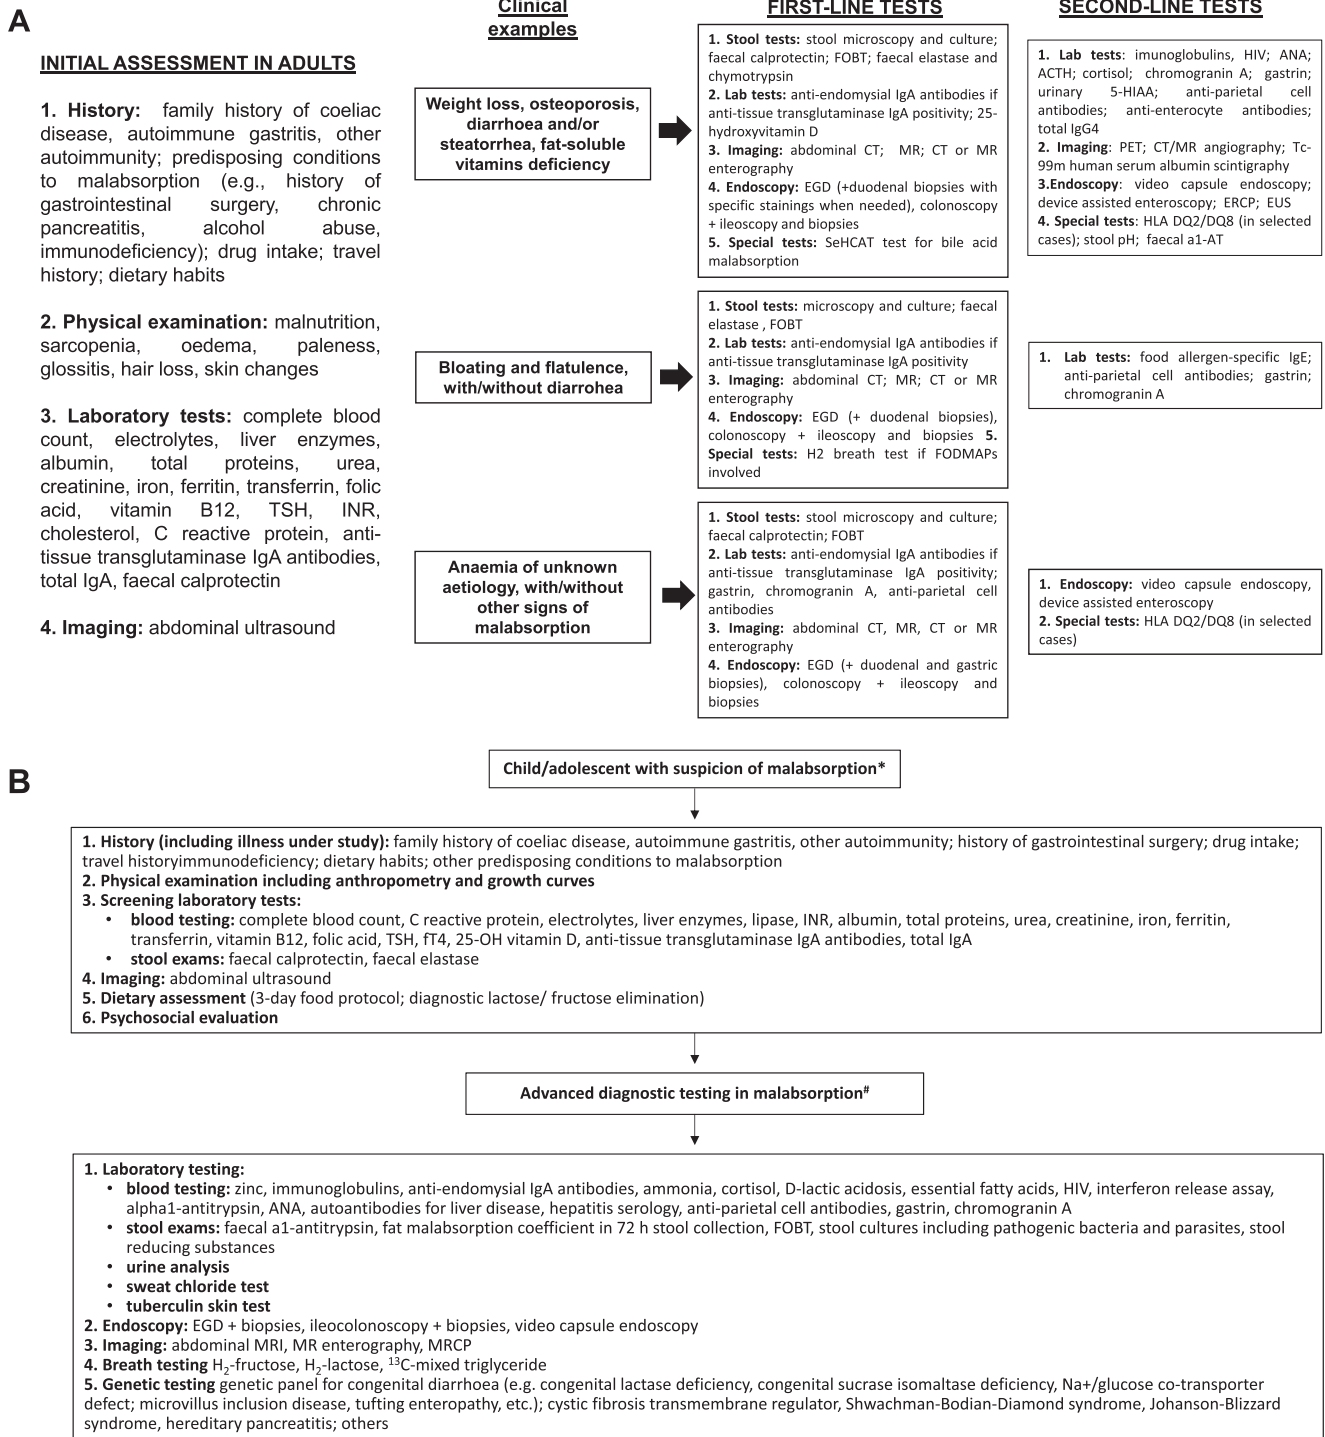 A
INITIAL ASSESSMENT IN ADULTS
1. History: family history of coeliac
disease, autoimmune gastritis, other
autoimmunity; predisposing conditions
to malabsorption (e.g., history of
gastrointestinal surgery, chronic
pancreatitis, alcohol abuse,
immunodeficiency); drug intake; travel
history; dietary habits
2. Physical examination: malnutrition,
sarcopenia, oedema, paleness,
glossitis, hair loss, skin changes
3. Laboratory tests: complete blood
count, electrolytes, liver enzymes,
albumin, total proteins, urea,
creatinine, iron, ferritin, transferrin, folic
acid, vitamin B12, TSH, INR,
cholesterol, C reactive protein, anti-
tissue transglutaminase IgA antibodies,
total IgA, faecal calprotectin
4. Imaging: abdominal ultrasound
Clinical
examples
Weight loss, osteoporosis,
diarrhoea and/or
steatorrhea, fat-soluble
vitamins deficiency
Bloating and flatulence,
with/without diarrohea
Anaemia of unknown
aetiology, with/without
other signs of
malabsorption
FIRST-LINE TESTS
1. Stool tests: stool microscopy and culture;
faecal calprotectin; FOBT; faecal elastase and
chymotrypsin
2. Lab tests: anti-endomysial IgA antibodies if
anti-tissue transglutaminase IgA positivity; 25-
hydroxyvitamin D
3. Imaging: abdominal CT; MR; CT or MR
enterography
4. Endoscopy: EGD (+duodenal biopsies with
specific stainings when needed), colonoscopy
+ ileoscopy and biopsies
5. Special tests: SeHCAT test for bile acid
malabsorption
1. Stool tests: microscopy and culture; faecal
elastase , FOBT
2. Lab tests: anti-endomysial IgA antibodies if
anti-tissue transglutaminase IgA positivity
3. Imaging: abdominal CT; MR; CT or MR
enterography
4. Endoscopy: EGD (+ duodenal biopsies),
colonoscopy + ileoscopy and biopsies 5.
Special tests: H2 breath test if FODMAPs
involved
1. Stool tests: stool microscopy and culture;
faecal calprotectin; FOBT
2. Lab tests: anti-endomysial IgA antibodies if
anti-tissue transglutaminase IgA positivity;
gastrin, chromogranin A, anti-parietal cell
antibodies
3. Imaging: abdominal CT, MR, CT or MR
enterography
4. Endoscopy: EGD (+ duodenal and gastric
biopsies), colonoscopy + ileoscopy and
biopsies
SECOND-LINE TESTS
1. Lab tests: imunoglobulins, HIV; ANA;
ACTH; cortisol; chromogranin A; gastrin;
urinary 5-HIAA; anti-parietal cell
antibodies; anti-enterocyte antibodies;
total IgG4
2. Imaging: PET; CT/MR angiography; Tc-
99m human serum albumin scintigraphy
3.Endoscopy: video capsule endoscopy;
device assisted enteroscopy; ERCP; EUS
4. Special tests: HLA DQ2/DQ8 (in selected
cases); stool pH; faecal a1-AT
1. Lab tests: food allergen-specific IgE;
anti-parietal cell antibodies; gastrin;
chromogranin A
1. Endoscopy: video capsule endoscopy,
device assisted enteroscopy
2. Special tests: HLA DQ2/DQ8 (in selected
cases)
B
Child/adolescent with suspicion of malabsorption*
1. History (including illness under study): family history of coeliac disease, autoimmune gastritis, other autoimmunity; history of gastrointestinal surgery; drug intake;
travel historyimmunodeficiency; dietary habits; other predisposing conditions to malabsorption
2. Physical examination including anthropometry and growth curves
3. Screening laboratory tests:
• blood testing: complete blood count, C reactive protein, electrolytes, liver enzymes, lipase, INR, albumin, total proteins, urea, creatinine, iron, ferritin,
transferrin, vitamin B12, folic acid, TSH, fT4, 25-OH vitamin D, anti-tissue transglutaminase IgA antibodies, total IgA
• stool exams: faecal calprotectin, faecal elastase
4. Imaging: abdominal ultrasound
5. Dietary assessment (3-day food protocol; diagnostic lactose/ fructose elimination)
6. Psychosocial evaluation
Advanced diagnostic testing in malabsorption#
1. Laboratory testing:
• blood testing: zinc, immunoglobulins, anti-endomysial IgA antibodies, ammonia, cortisol, D-lactic acidosis, essential fatty acids, HIV, interferon release assay,
alpha1-antitrypsin, ANA, autoantibodies for liver disease, hepatitis serology, anti-parietal cell antibodies, gastrin, chromogranin A
• stool exams: faecal a1-antitrypsin, fat malabsorption coefficient in 72 h stool collection, FOBT, stool cultures including pathogenic bacteria and parasites, stool
reducing substances
• urine analysis
• sweat chloride test
• tuberculin skin test
2. Endoscopy: EGD + biopsies, ileocolonoscopy + biopsies, video capsule endoscopy
3. Imaging: abdominal MRI, MR enterography, MRCP
4. Breath testing H₂-fructose, H₂-lactose, ¹³C-mixed triglyceride
5. Genetic testing genetic panel for congenital diarrhoea (e.g. congenital lactase deficiency, congenital sucrase isomaltase deficiency, Na+/glucose co-transporter
defect; microvillus inclusion disease, tufting enteropathy, etc.); cystic fibrosis transmembrane regulator, Shwachman-Bodian-Diamond syndrome, Johanson-Blizzard
syndrome, hereditary pancreatitis; others